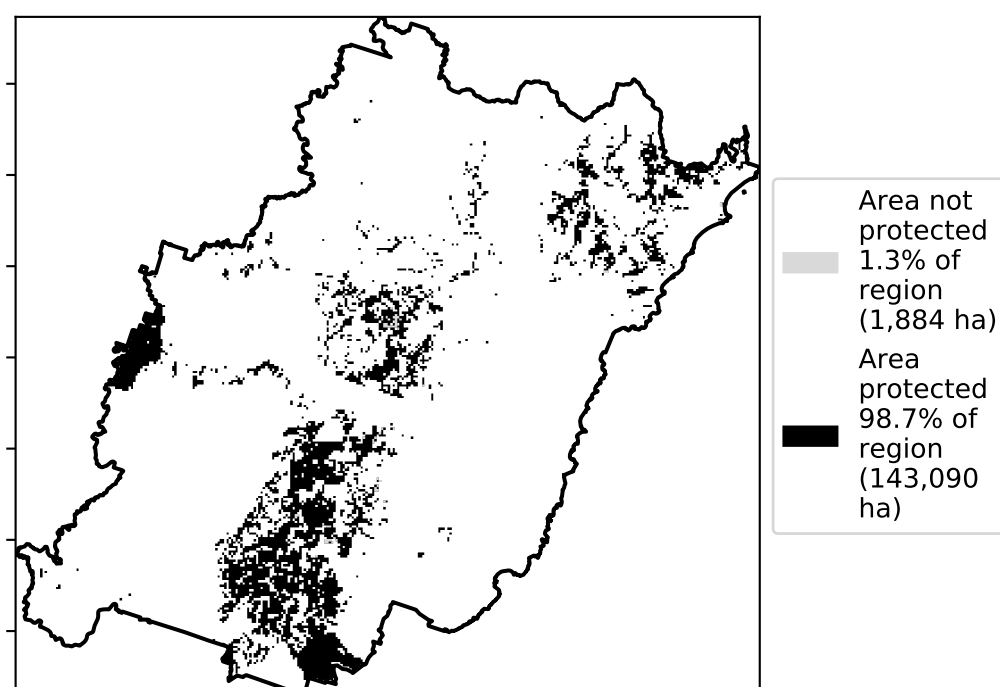 Area not
protected
1.3% of
region
(1,884 ha)
Area
protected
98.7% of
region
(143,090
ha)